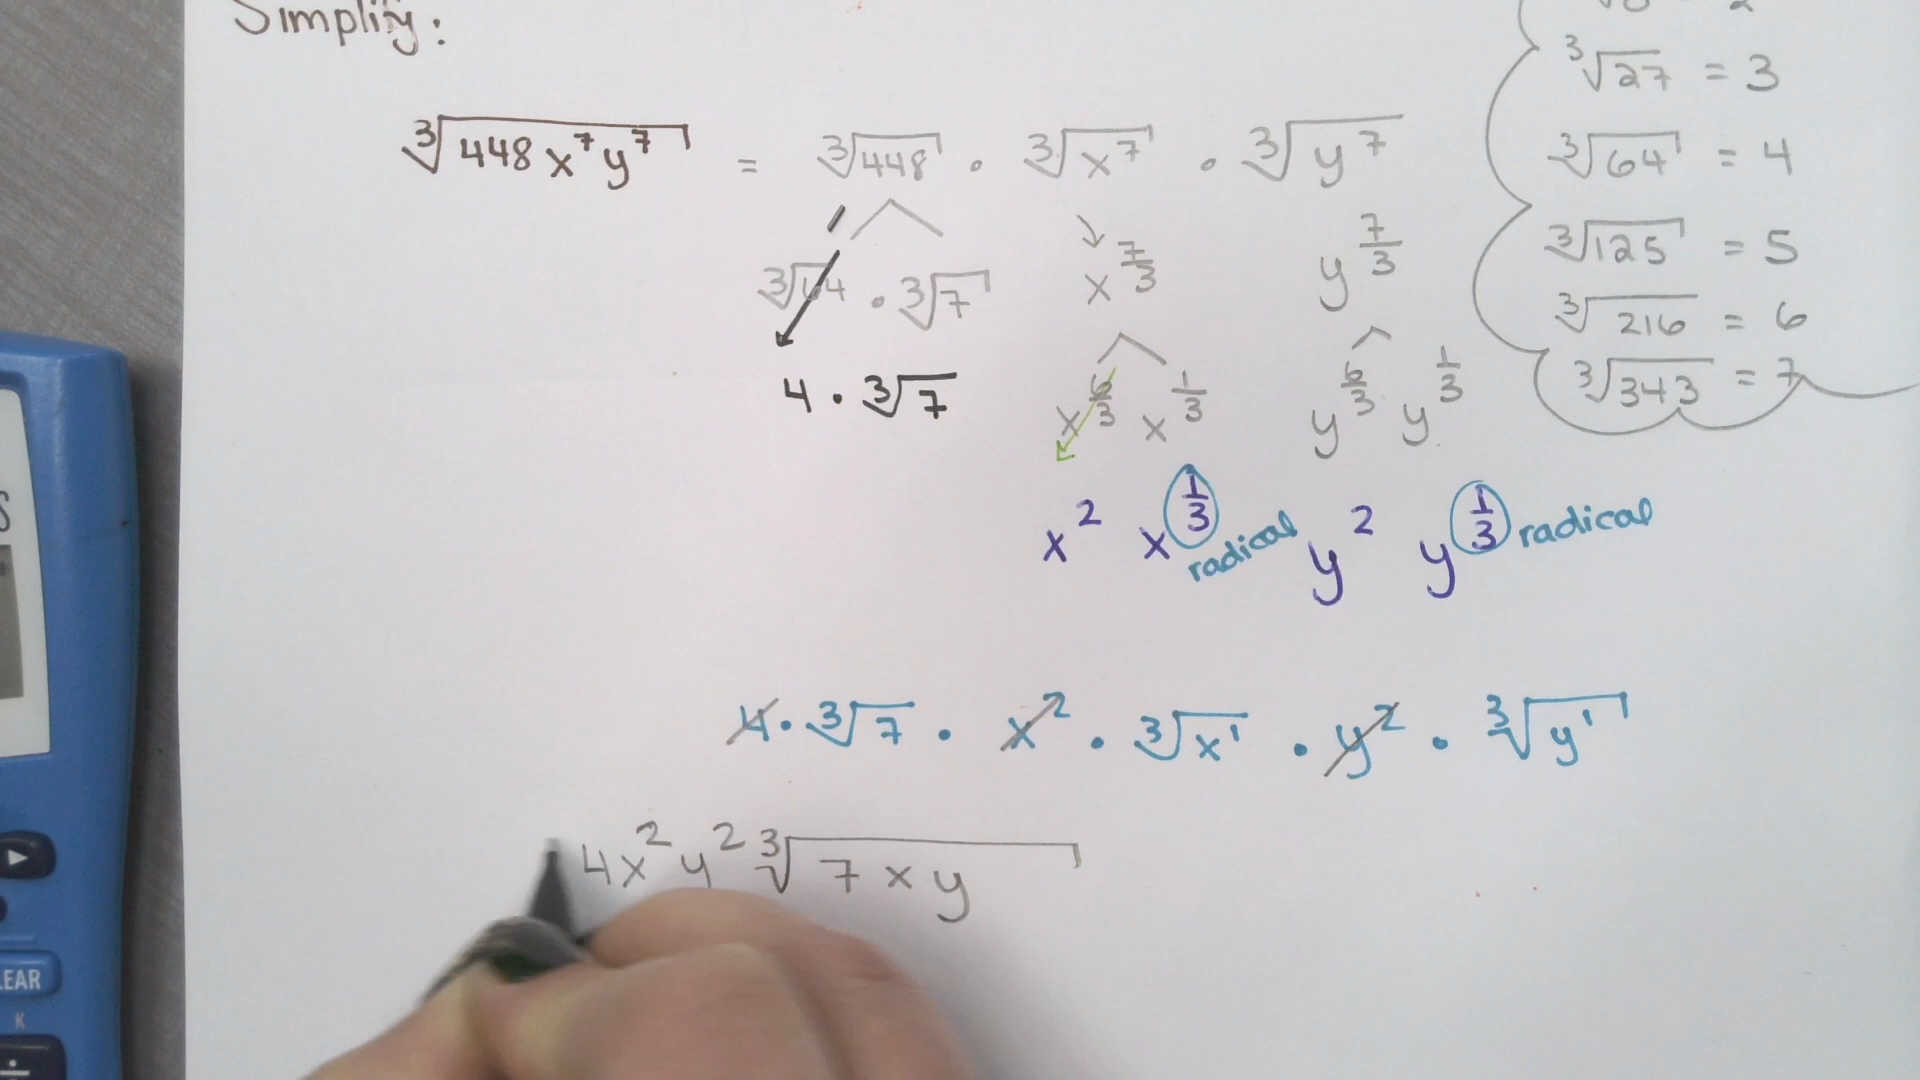 Simplify:
∛448x⁷y⁷ = ∛448 · ∛x⁷ · ∛y⁷
∛64 · ∛7 x^7/3 y^7/3
4 · ∛7 x^6/3 x^1/3 y^6/3 y^1/3
x² x^1/3 radical y² y^1/3 radical
4 · ∛7 · x² · ∛x¹ · y² · ∛y¹
4x²y² ∛7xy
∛27 = 3
∛64 = 4
∛125 = 5
∛216 = 6
∛343 = 7
EAR
K
÷